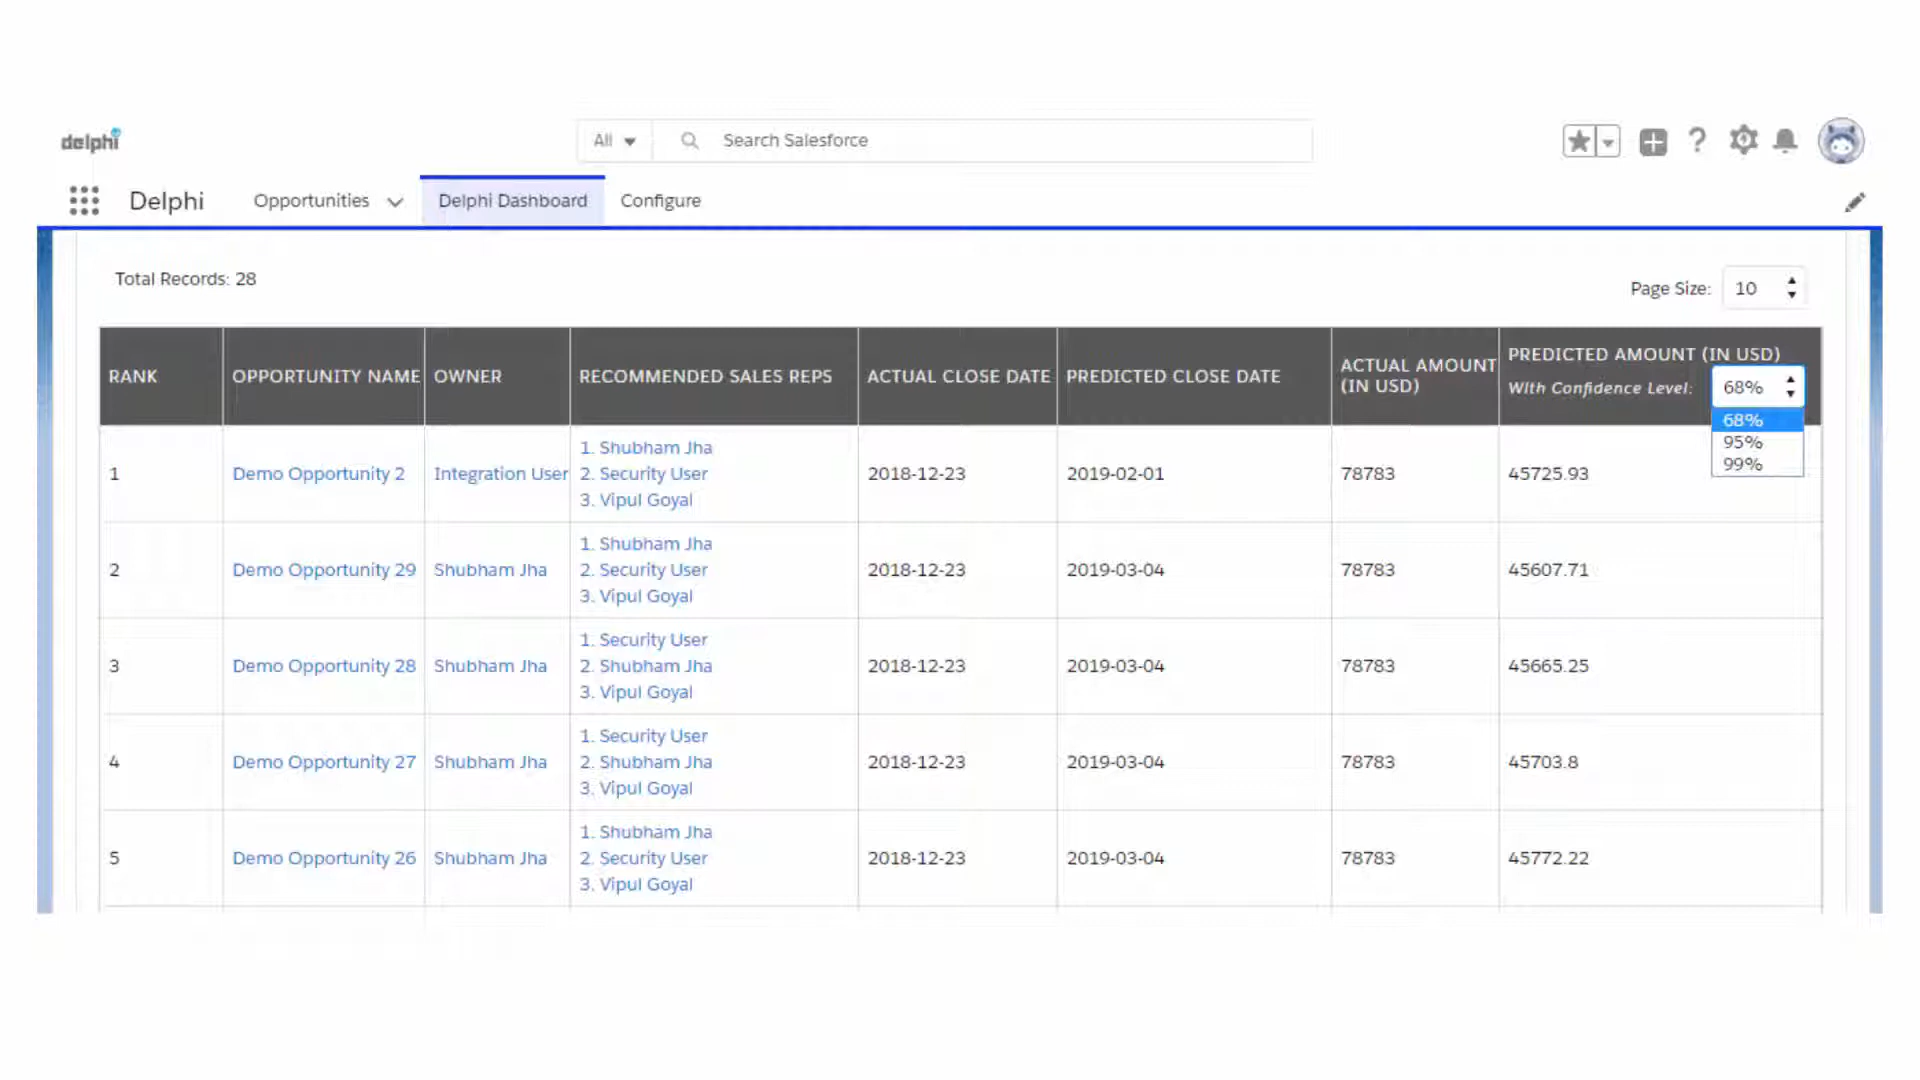 delphi
All
Search Salesforce
Delphi
Opportunities
Delphi Dashboard
Configure
Total Records: 28
Page Size: 10
RANK
OPPORTUNITY NAME
OWNER
RECOMMENDED SALES REPS
ACTUAL CLOSE DATE
PREDICTED CLOSE DATE
ACTUAL AMOUNT
(IN USD)
PREDICTED AMOUNT (IN USD)
With Confidence Level: 68%
68%
95%
99%
1
Demo Opportunity 2
Integration User
1. Shubham Jha
2. Security User
3. Vipul Goyal
2018-12-23
2019-02-01
78783
45725.93
2
Demo Opportunity 29
Shubham Jha
1. Shubham Jha
2. Security User
3. Vipul Goyal
2018-12-23
2019-03-04
78783
45607.71
3
Demo Opportunity 28
Shubham Jha
1. Security User
2. Shubham Jha
3. Vipul Goyal
2018-12-23
2019-03-04
78783
45665.25
4
Demo Opportunity 27
Shubham Jha
1. Security User
2. Shubham Jha
3. Vipul Goyal
2018-12-23
2019-03-04
78783
45703.8
5
Demo Opportunity 26
Shubham Jha
1. Shubham Jha
2. Security User
3. Vipul Goyal
2018-12-23
2019-03-04
78783
45772.22